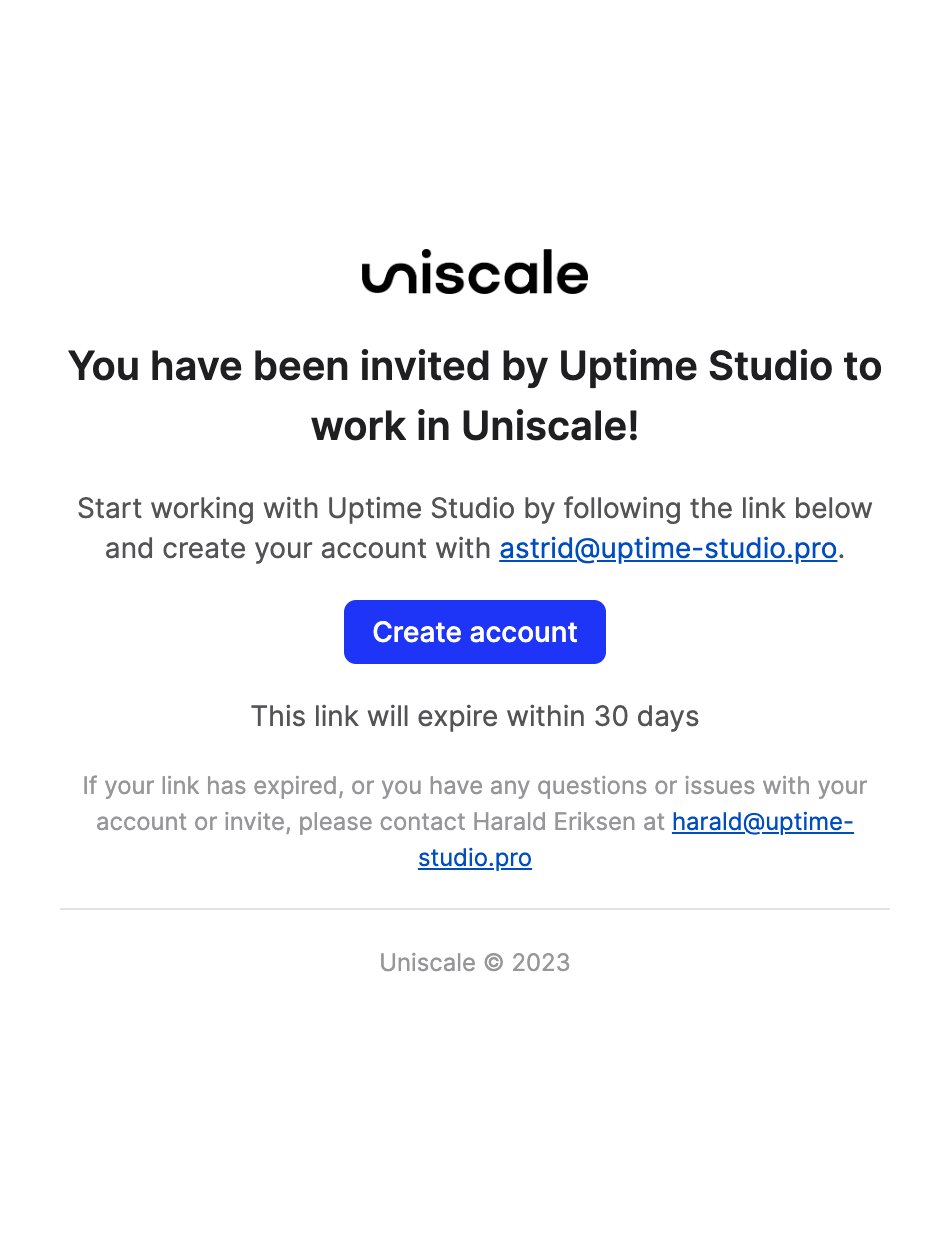 uniscale
You have been invited by Uptime Studio to
work in Uniscale!
Start working with Uptime Studio by following the link below
and create your account with astrid@uptime-studio.pro.
Create account
This link will expire within 30 days
If your link has expired, or you have any questions or issues with your
account or invite, please contact Harald Eriksen at harald@uptime-
studio.pro
Uniscale © 2023